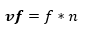 vf = f * n